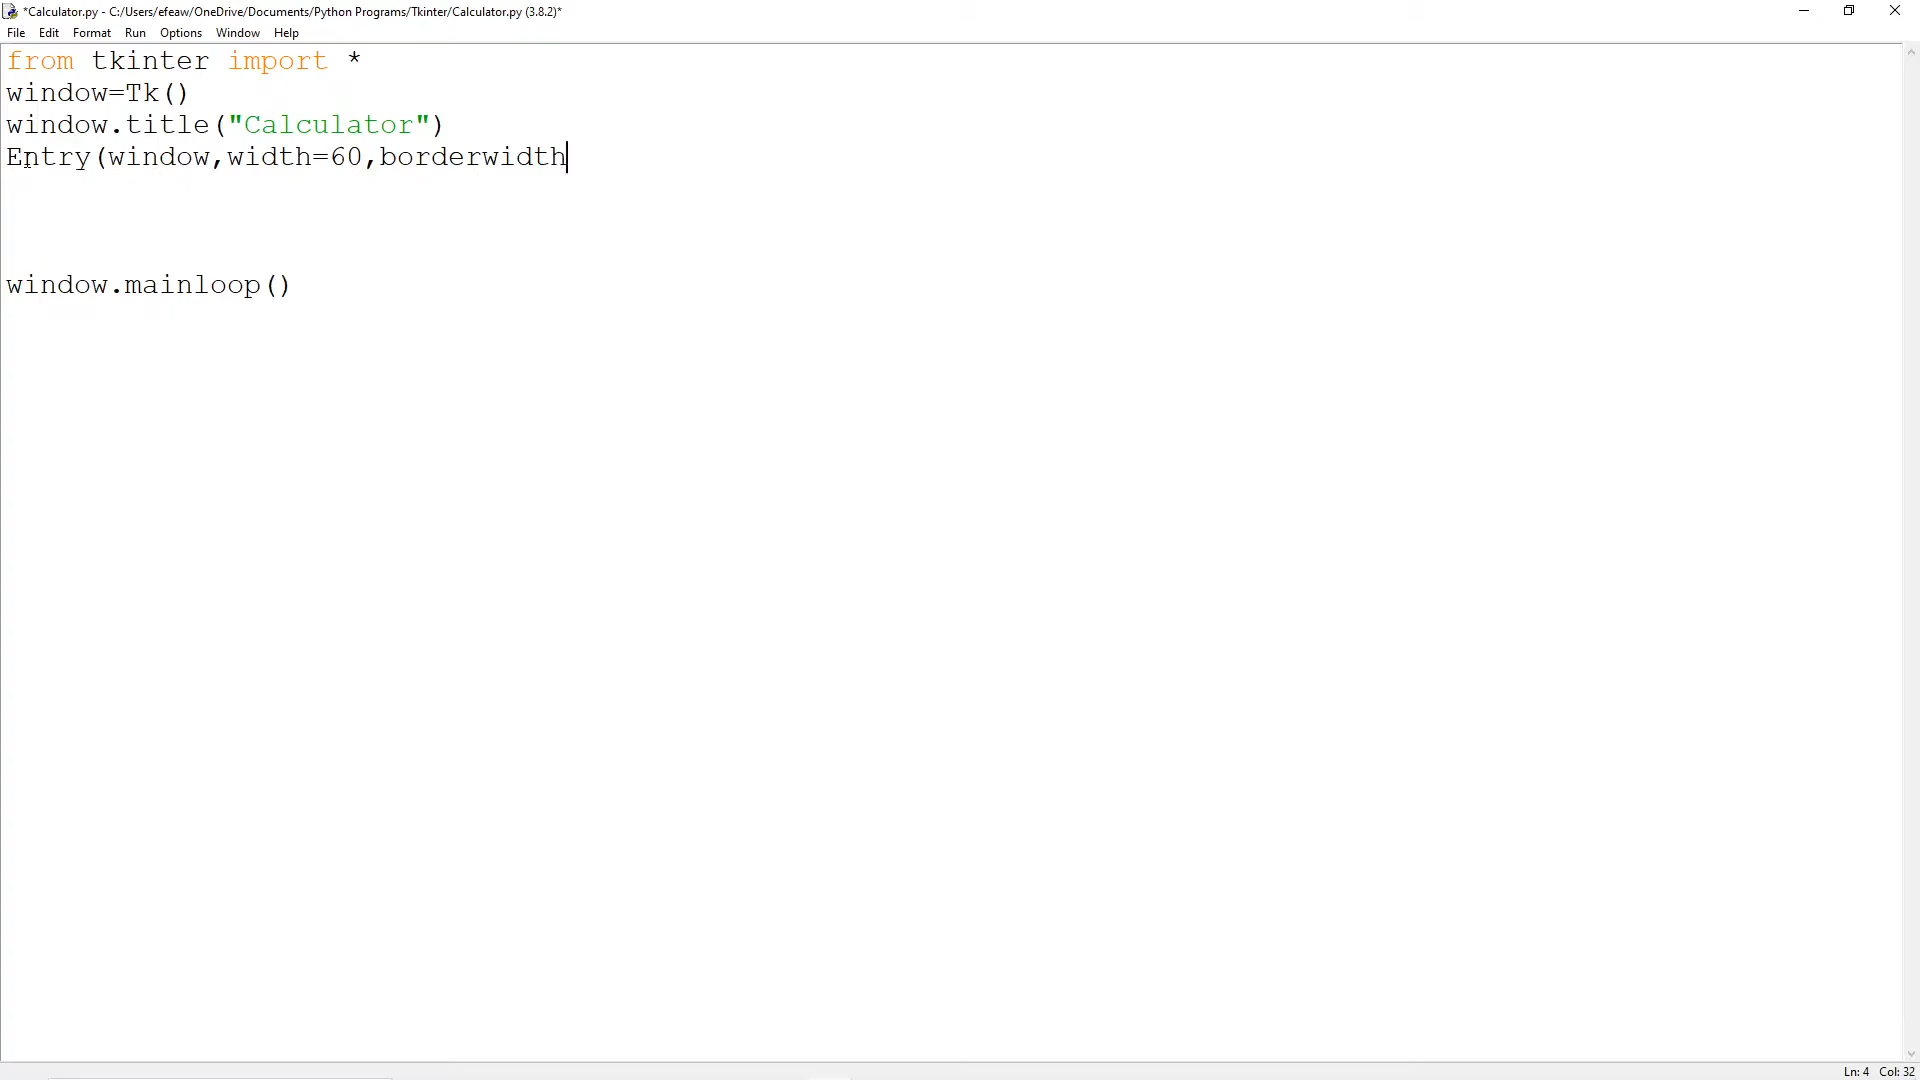 *Calculator.py - C:/Users/efeaw/OneDrive/Documents/Python Programs/Tkinter/Calculator.py (3.8.2)*
File Edit Format Run Options Window Help
from tkinter import *
window=Tk()
window.title("Calculator")
Entry(window,width=60,borderwidth
window.mainloop()
Ln: 4 Col: 32